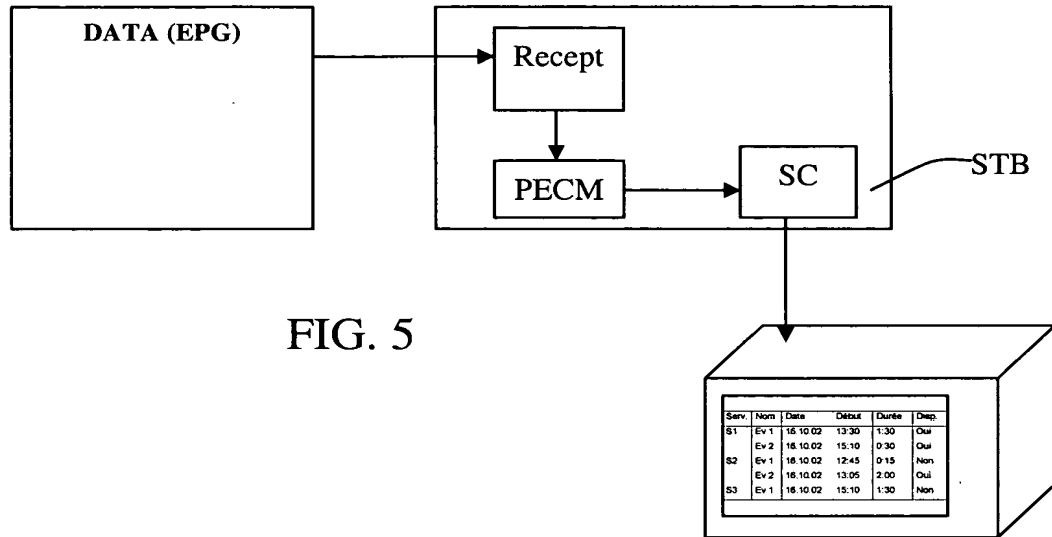 DATA (EPG)
Recept
PECM
SC
STB
FIG. 5
Serv. Nom Date Début Durée Disp.
S1 Ev 1 16.10.02 13:30 1:30 Oui
Ev 2 16.10.02 15:10 0:30 Oui
S2 Ev 1 16.10.02 12:45 0:15 Non
Ev 2 16.10.02 13:05 2:00 Oui
S3 Ev 1 16.10.02 15:10 1:30 Non